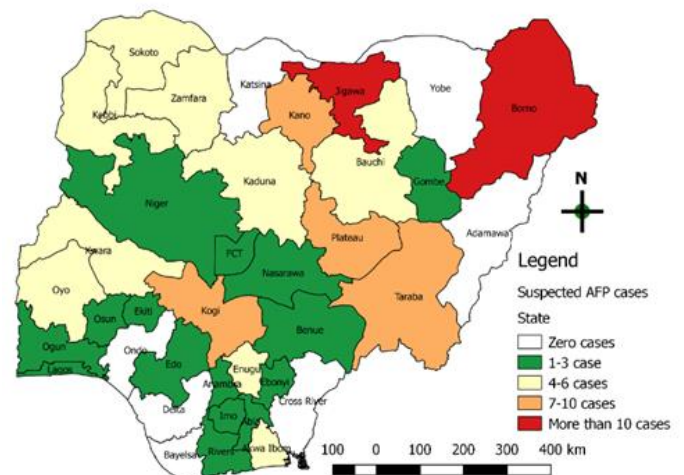 Sokoto
Katsina
Yobe
Jigawa
Borno
Zamfara
Kebbi
Kano
Bauchi
Gombe
Kaduna
Niger
N
Adamawa
Plateau
Kwara
FCT
Nasarawa
Legend
Oyo
Taraba
Suspected AFP cases
Kogi
State
Osun
Ekiti
Benue
Zero cases
Ogun
Ondo
Edo
1-3 case
Lagos
Enugu
4-6 cases
Anambra
Ebonyi
Cross River
7-10 cases
Delta
Imo
Abia
More than 10 cases
Bayelsa
Rivers
Akwa Ibom
100 0 100 200 300 400 km